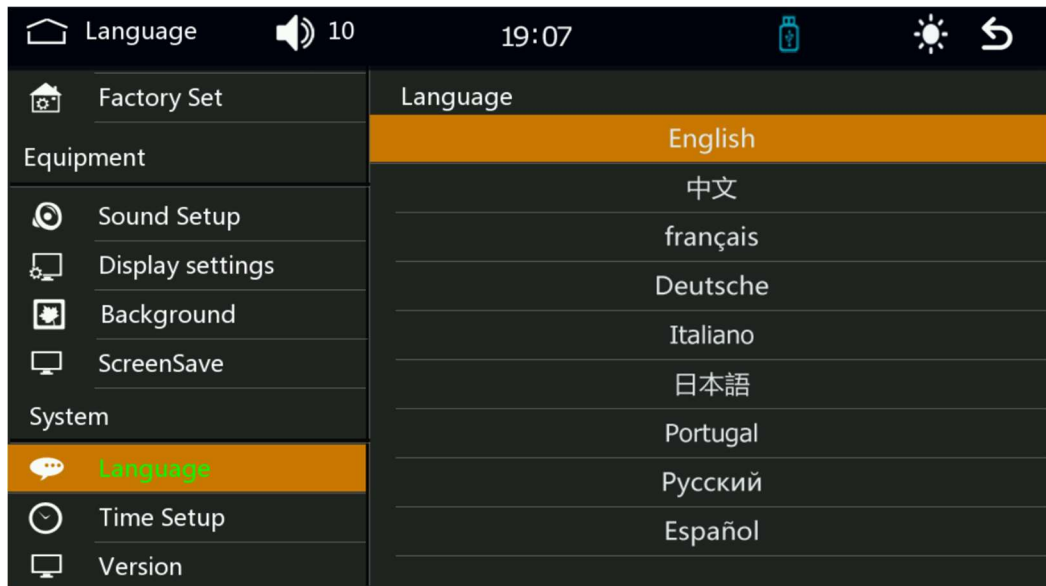 Language 10 19:07
Factory Set
Equipment
Sound Setup
Display settings
Background
ScreenSave
System
Language
Time Setup
Version
Language
English
中文
français
Deutsche
Italiano
日本語
Portugal
Русский
Español